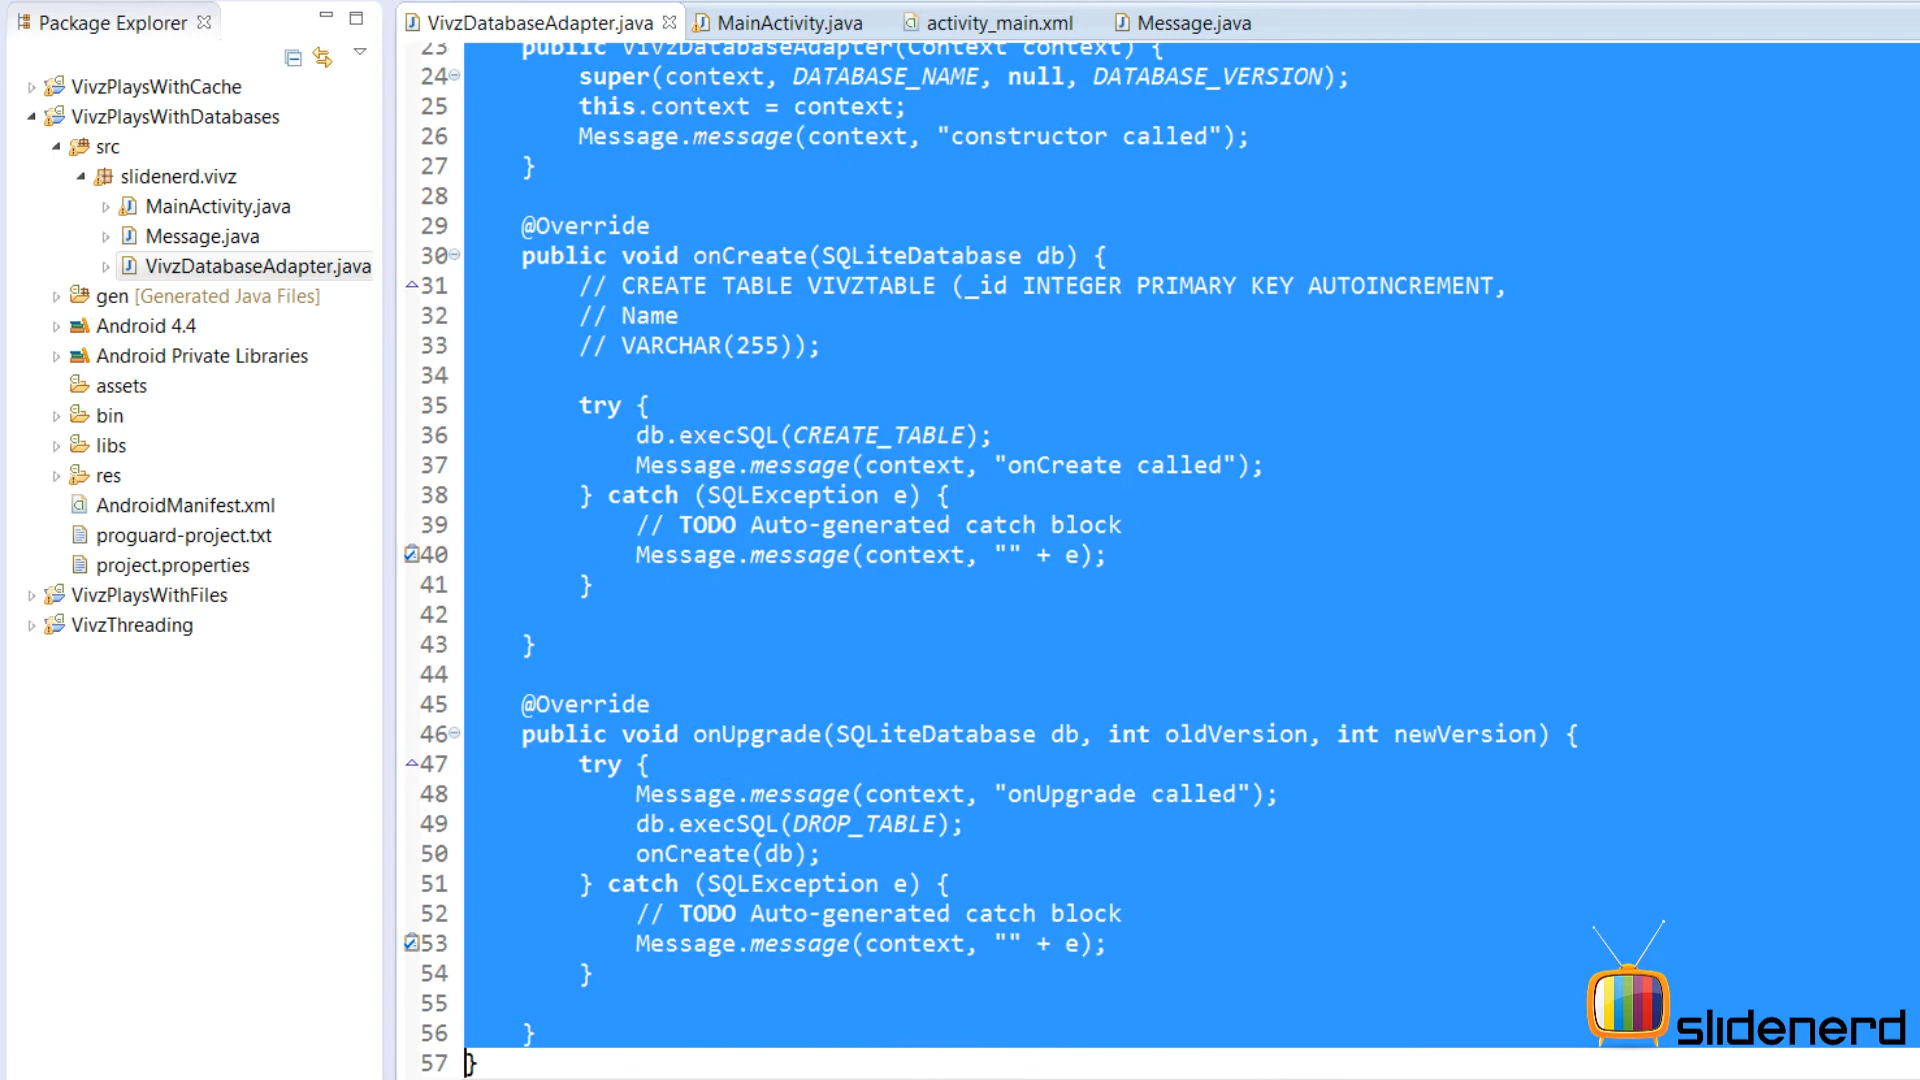 Package Explorer
VivzPlaysWithCache
VivzPlaysWithDatabases
src
slidenerd.vivz
MainActivity.java
Message.java
VivzDatabaseAdapter.java
gen [Generated Java Files]
Android 4.4
Android Private Libraries
assets
bin
libs
res
AndroidManifest.xml
proguard-project.txt
project.properties
VivzPlaysWithFiles
VivzThreading
VivzDatabaseAdapter.java MainActivity.java activity_main.xml Message.java
23 public VivzDatabaseAdapter(Context context) {
24 super(context, DATABASE_NAME, null, DATABASE_VERSION);
25 this.context = context;
26 Message.message(context, "constructor called");
27 }
28
29 @Override
30 public void onCreate(SQLiteDatabase db) {
31 // CREATE TABLE VIVZTABLE (_id INTEGER PRIMARY KEY AUTOINCREMENT,
32 // Name
33 // VARCHAR(255));
34
35 try {
36 db.execSQL(CREATE_TABLE);
37 Message.message(context, "onCreate called");
38 } catch (SQLException e) {
39 // TODO Auto-generated catch block
40 Message.message(context, "" + e);
41 }
42
43 }
44
45 @Override
46 public void onUpgrade(SQLiteDatabase db, int oldVersion, int newVersion) {
47 try {
48 Message.message(context, "onUpgrade called");
49 db.execSQL(DROP_TABLE);
50 onCreate(db);
51 } catch (SQLException e) {
52 // TODO Auto-generated catch block
53 Message.message(context, "" + e);
54 }
55
56 }
57 }
slidenerd